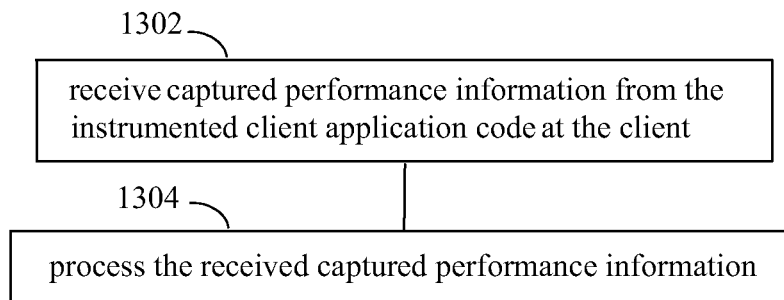 1302
receive captured performance information from the
instrumented client application code at the client
1304
process the received captured performance information